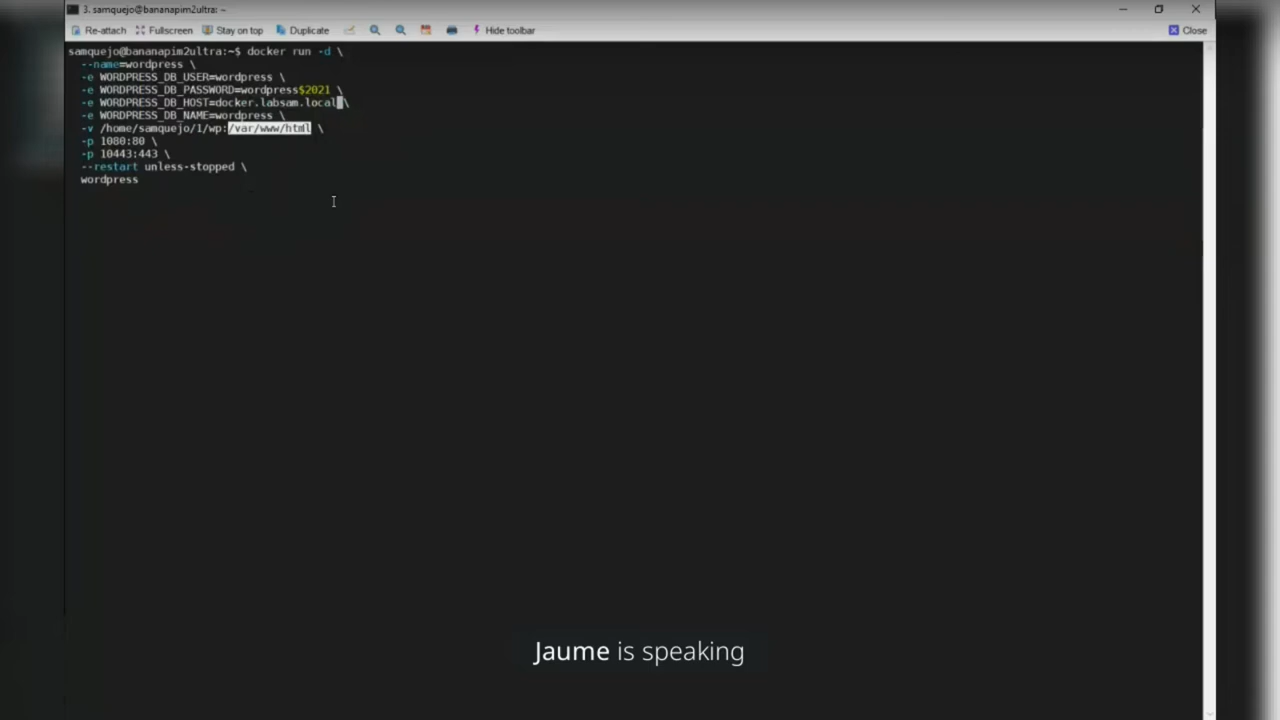 3. samquejo@bananapim2ultra: ~
Re-attach Fullscreen Stay on top Duplicate Hide toolbar Close
samquejo@bananapim2ultra:~$ docker run -d \
--name=wordpress \
-e WORDPRESS_DB_USER=wordpress \
-e WORDPRESS_DB_PASSWORD=wordpress$2021 \
-e WORDPRESS_DB_HOST=docker.labsam.local \
-e WORDPRESS_DB_NAME=wordpress \
-v /home/samquejo/1/wp:/var/www/html \
-p 1080:80 \
-p 10443:443 \
--restart unless-stopped \
wordpress
Jaume is speaking